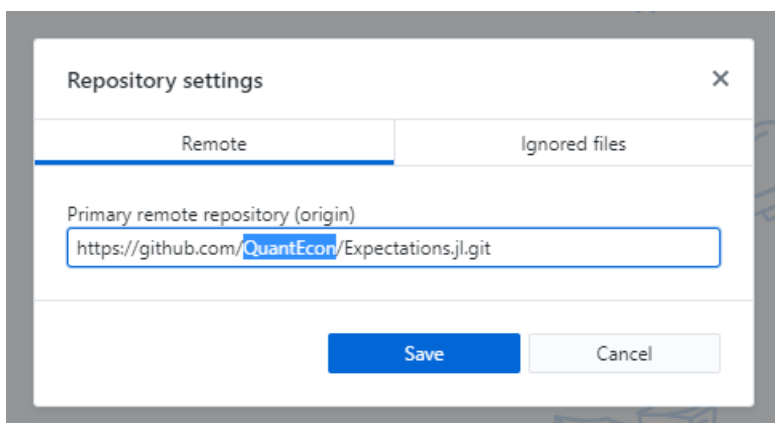 Repository settings
Remote
Ignored files
Primary remote repository (origin)
https://github.com/QuantEcon/Expectations.jl.git
Save
Cancel